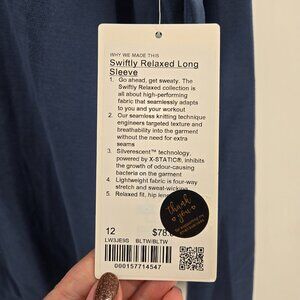 WHY WE MADE THIS
Swiftly Relaxed Long
Sleeve
1. Go ahead, get sweaty. The
Swiftly Relaxed collection is
all about high-performing
fabric that seamlessly adapts
to you and your workout
2. Our seamless knitting technique
engineers targeted texture and
breathability into the garment
without the need for extra
seams
3. Silverescent™ technology,
powered by X-STATIC®, inhibits
the growth of odour-causing
bacteria on the garment
4. Lightweight fabric is four-way
stretch and sweat-wicking
5. Relaxed fit, hip length
thank
you
12 $78.
LW3JE9S BLTW/BLTW
000157714547